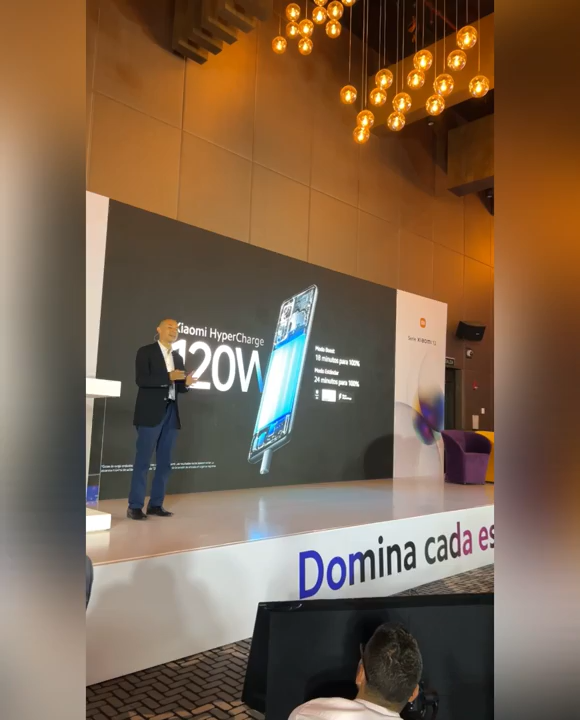 Xiaomi HyperCharge
120W
Modo Boost
18 minutos para 100%
Modo Estándar
24 minutos para 100%
Serie XIAOMI 12
Domina cada es